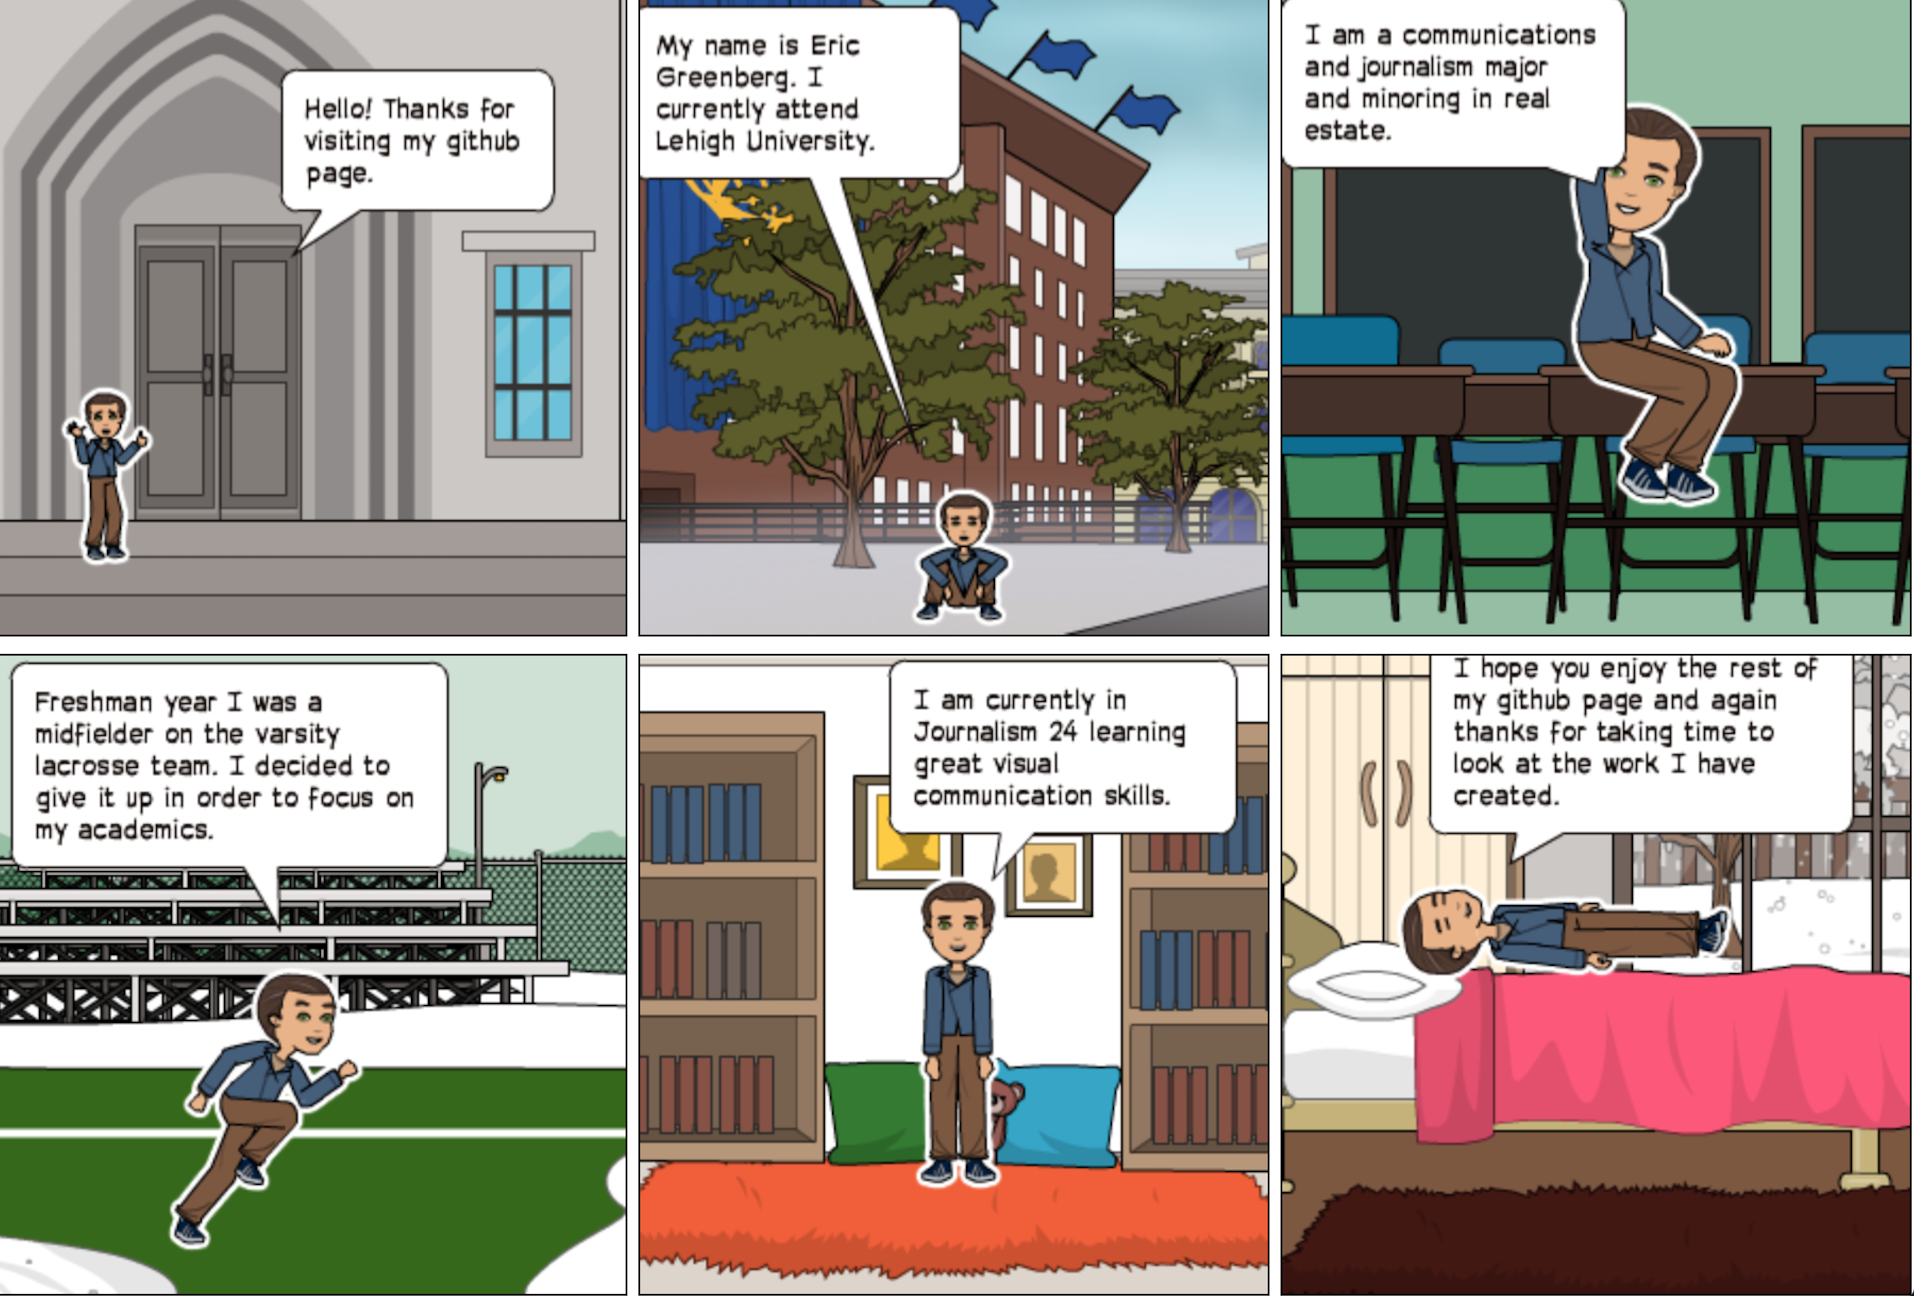 Hello! Thanks for
visiting my github
page.
My name is Eric
Greenberg. I
currently attend
Lehigh University.
I am a communications
and journalism major
and minoring in real
estate.
Freshman year I was a
midfielder on the varsity
lacrosse team. I decided to
give it up in order to focus on
my academics.
I am currently in
Journalism 24 learning
great visual
communication skills.
I hope you enjoy the rest of
my github page and again
thanks for taking time to
look at the work I have
created.